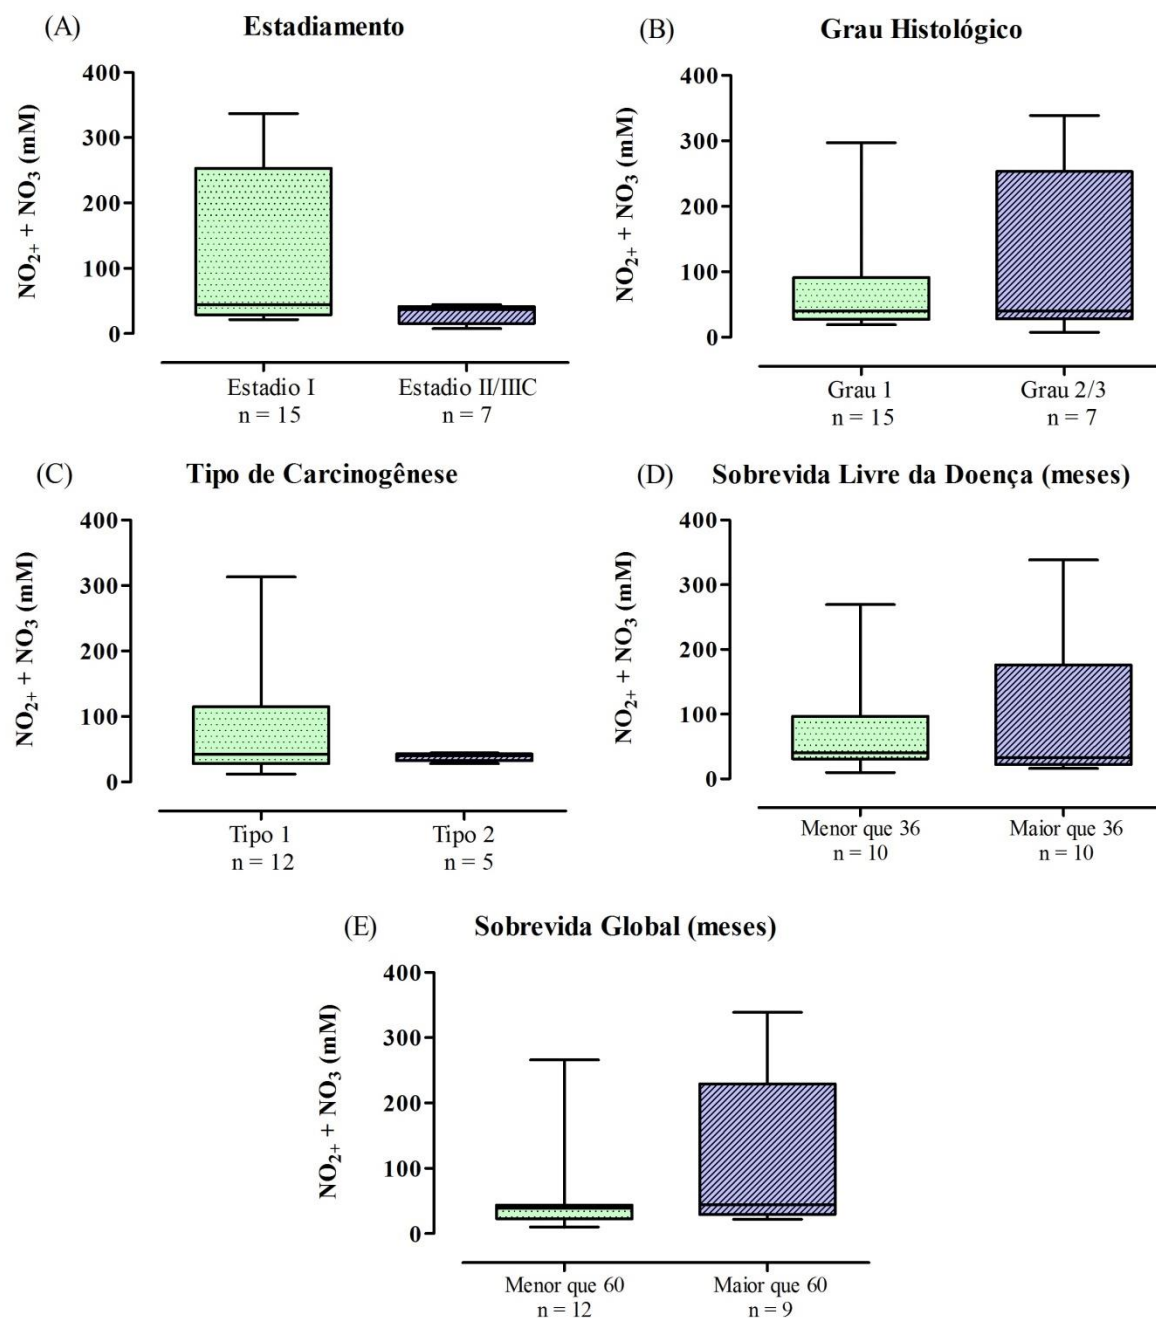 (A) Estadiamento
NO2+ + NO3 (mM)
400
300
200
100
0
Estadio I
n = 15
Estadio II/IIIC
n = 7
(B) Grau Histológico
NO2+ + NO3 (mM)
400
300
200
100
0
Grau 1
n = 15
Grau 2/3
n = 7
(C) Tipo de Carcinogênese
NO2+ + NO3 (mM)
400
300
200
100
0
Tipo 1
n = 12
Tipo 2
n = 5
(D) Sobrevida Livre da Doença (meses)
NO2+ + NO3 (mM)
400
300
200
100
0
Menor que 36
n = 10
Maior que 36
n = 10
(E) Sobrevida Global (meses)
NO2+ + NO3 (mM)
400
300
200
100
0
Menor que 60
n = 12
Maior que 60
n = 9